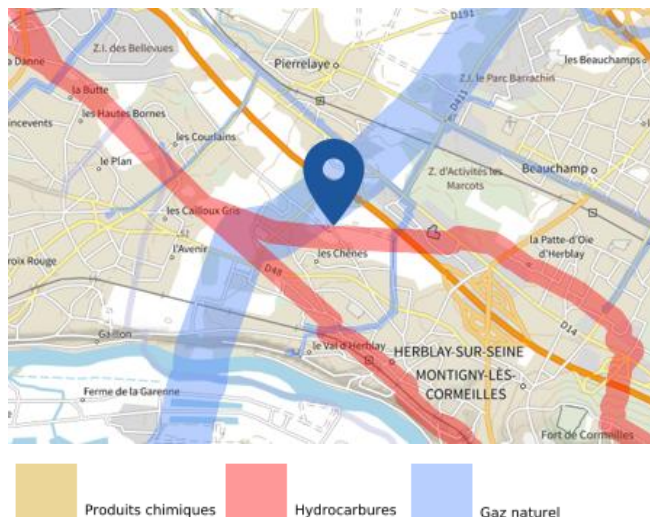 D191
Z.I. des Bellevues
Pierrelaye
les Beauchamps
a Danne
Z.I. le Parc Barrachin
la Butte
D411
les Hautes Bornes
incevents
les Courlains
le Plan
Beauchamp
Z. d'Activités les
Marcots
les Cailloux Gris
l'Avenir
les Chênes
la Patte-d'Oie
d'Herblay
roix Rouge
D48
D14
Gaillon
le Val d'Herblay
HERBLAY-SUR-SEINE
MONTIGNY-LÈS-
CORMEILLES
Ferme de la Garenne
Fort de Cormeilles
Produits chimiques
Hydrocarbures
Gaz naturel